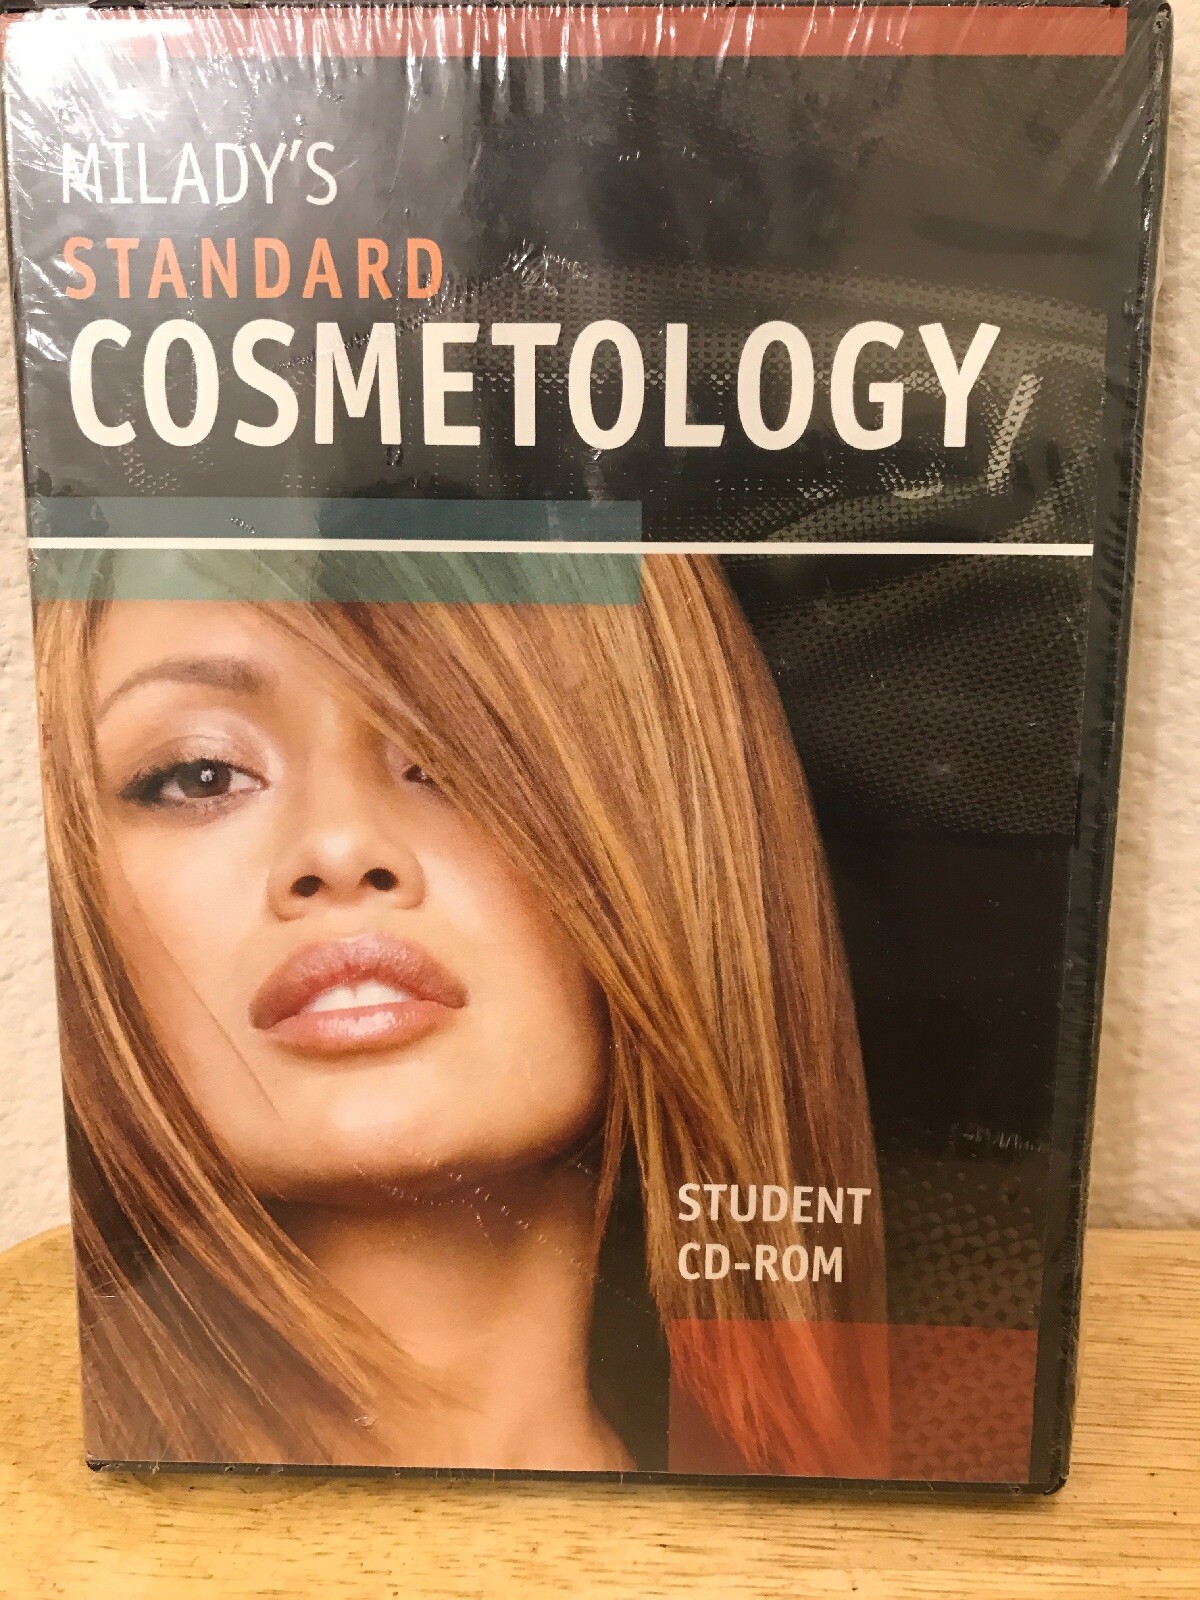 MILADY'S
STANDARD
COSMETOLOGY
STUDENT
CD-ROM